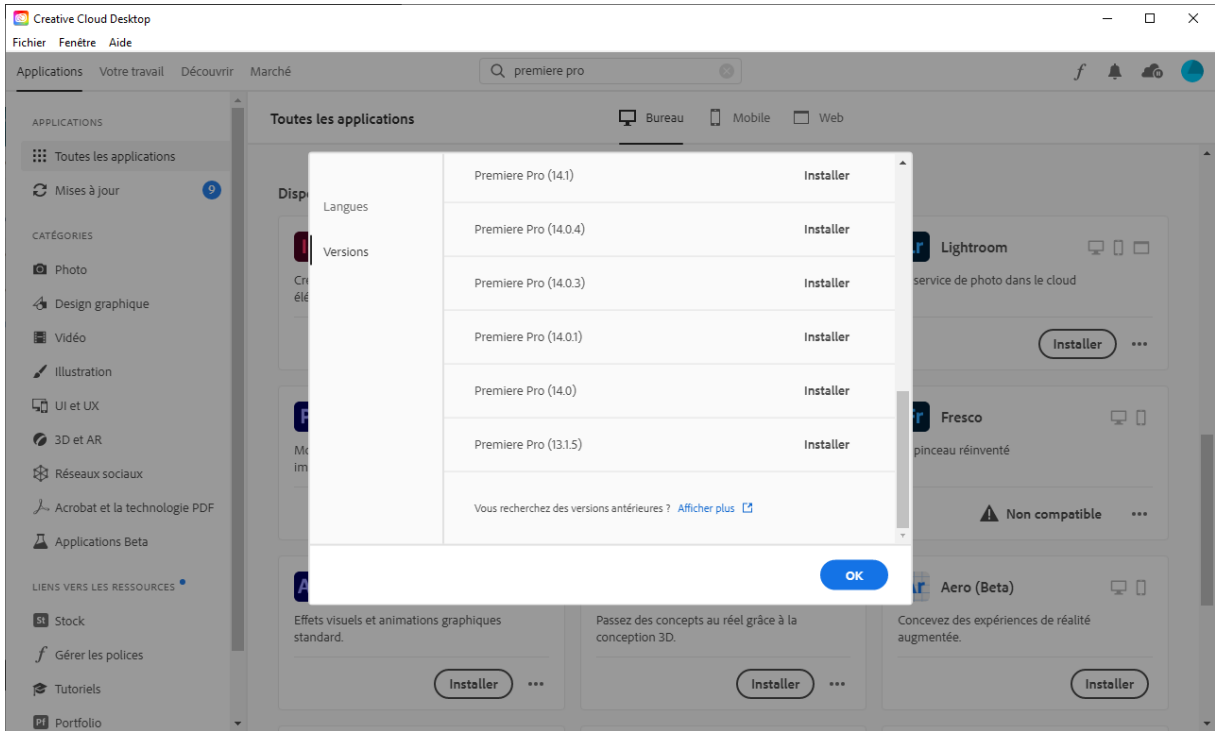 Creative Cloud Desktop
Fichier Fenêtre Aide
Applications Votre travail Découvrir Marché
premiere pro
APPLICATIONS
Toutes les applications
Mises à jour
9
CATÉGORIES
Photo
Design graphique
Vidéo
Illustration
UI et UX
3D et AR
Réseaux sociaux
Acrobat et la technologie PDF
Applications Beta
LIENS VERS LES RESSOURCES
St Stock
Gérer les polices
Tutoriels
Pf Portfolio
Toutes les applications
Bureau Mobile Web
Disp
Langues
Versions
Premiere Pro (14.1) Installer
Premiere Pro (14.0.4) Installer
Premiere Pro (14.0.3) Installer
Premiere Pro (14.0.1) Installer
Premiere Pro (14.0) Installer
Premiere Pro (13.1.5) Installer
Vous recherchez des versions antérieures ? Afficher plus
OK
Lightroom
service de photo dans le cloud
Installer
Fresco
pinceau réinventé
Non compatible
Effets visuels et animations graphiques
standard.
Installer
Passez des concepts au réel grâce à la
conception 3D.
Installer
Aero (Beta)
Concevez des expériences de réalité
augmentée.
Installer